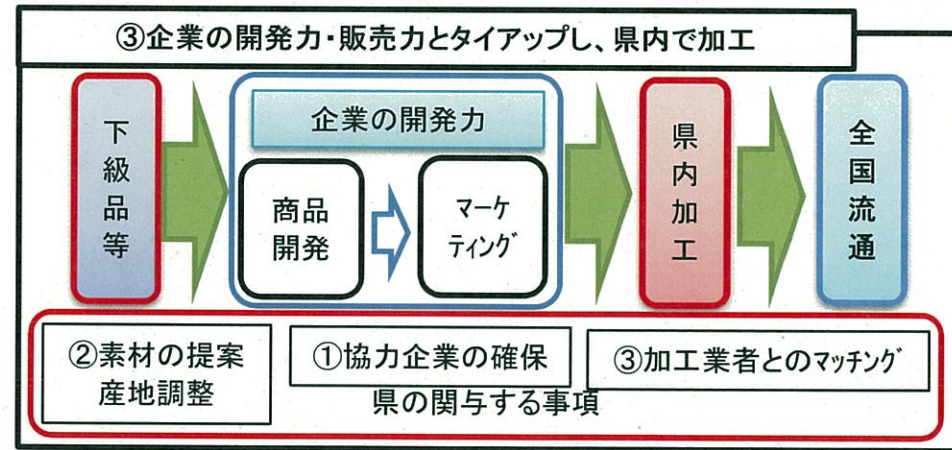 ③企業の開発力・販売力とタイアップし、県内で加工
下級品等
企業の開発力
商品
開発
マーケ
ティング
県内加工
全国流通
②素材の提案
産地調整
①協力企業の確保
③加工業者とのマッチング
県の関与する事項